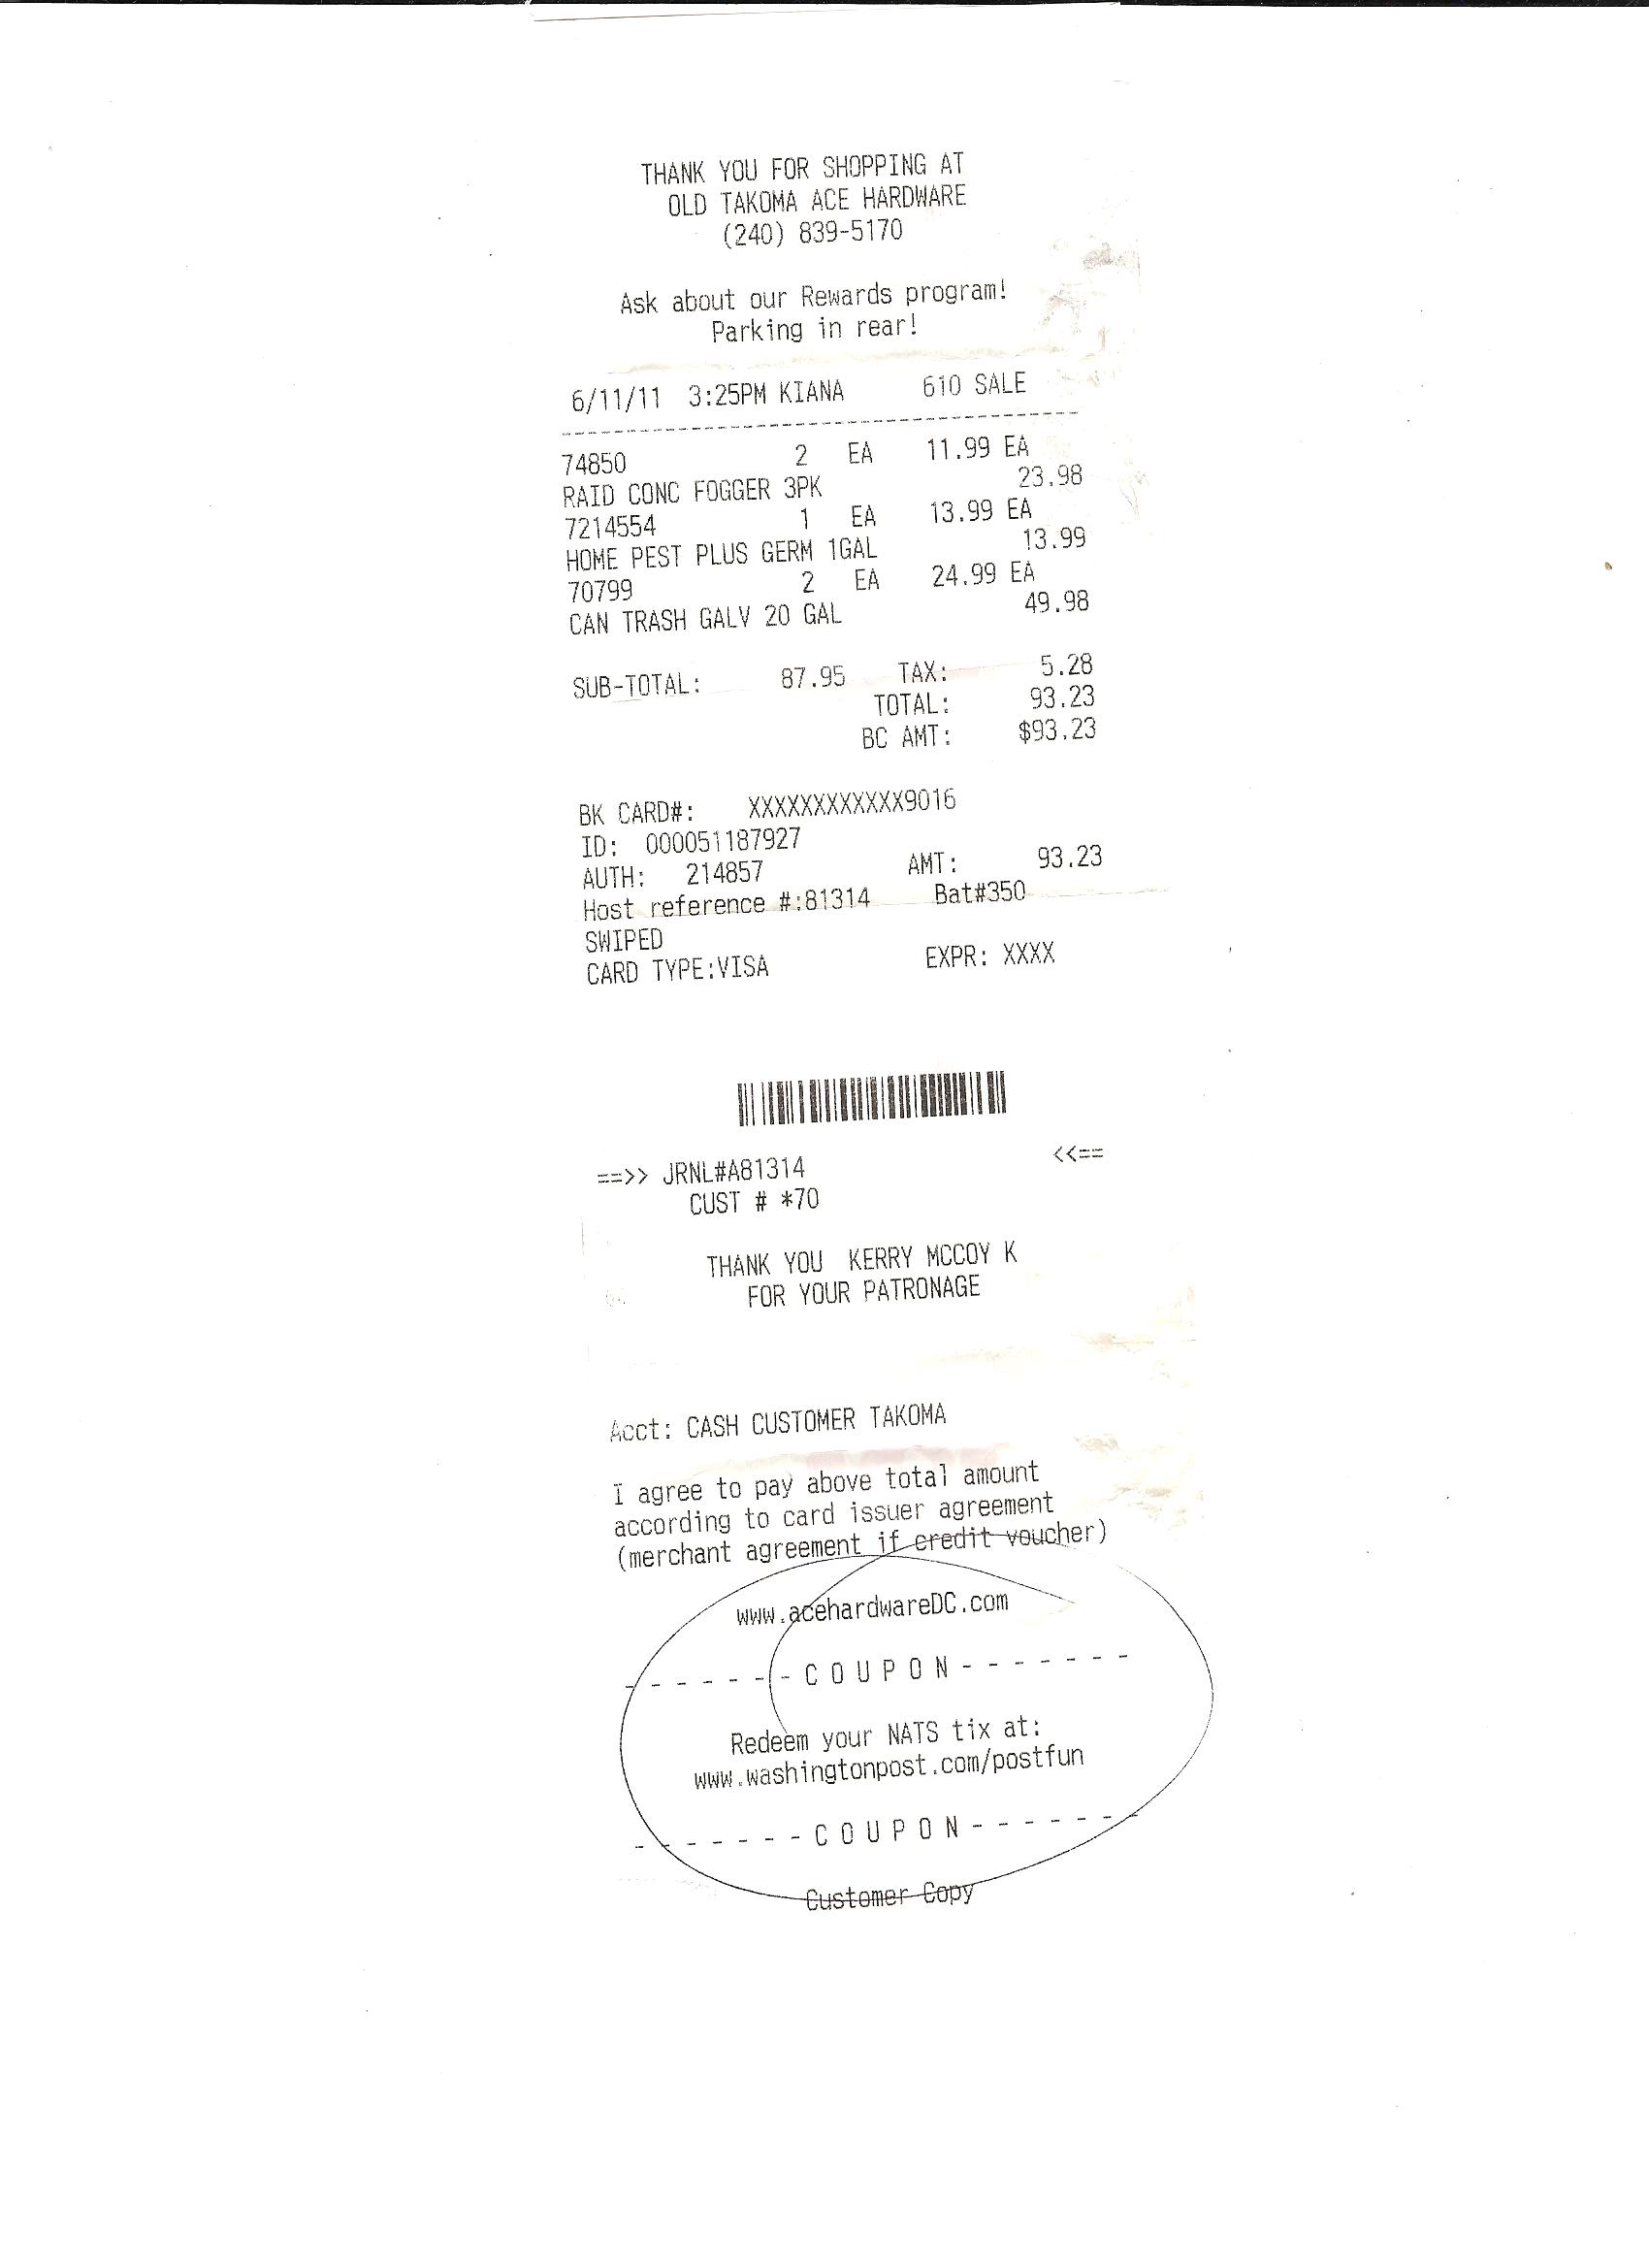 THANK YOU FOR SHOPPING AT
OLD TAKOMA ACE HARDWARE
(240) 839-5170
Ask about our Rewards program!
Parking in rear!
6/11/11 3:25PM KIANA 610 SALE
74850 2 EA 11.99 EA
RAID CONC FOGGER 3PK 23.98
7214554 1 EA 13.99 EA
HOME PEST PLUS GERM 1GAL 13.99
70799 2 EA 24.99 EA
CAN TRASH GALV 20 GAL 49.98
SUB-TOTAL: 87.95 TAX: 5.28
TOTAL: 93.23
BC AMT: $93.23
BK CARD#: XXXXXXXXXXXX9016
ID: 000051187927
AUTH: 214857 AMT: 93.23
Host reference #:81314 Bat#350
SWIPED
CARD TYPE:VISA EXPR: XXXX
==>> JRNL#A81314 <<==
CUST # *70
THANK YOU KERRY MCCOY K
FOR YOUR PATRONAGE
Acct: CASH CUSTOMER TAKOMA
I agree to pay above total amount
according to card issuer agreement
(merchant agreement if credit voucher)
www.acehardwareDC.com
- - - - - - - C O U P O N - - - - - - -
Redeem your NATS tix at:
www.washingtonpost.com/postfun
- - - - - - - C O U P O N - - - - - - -
Customer Copy